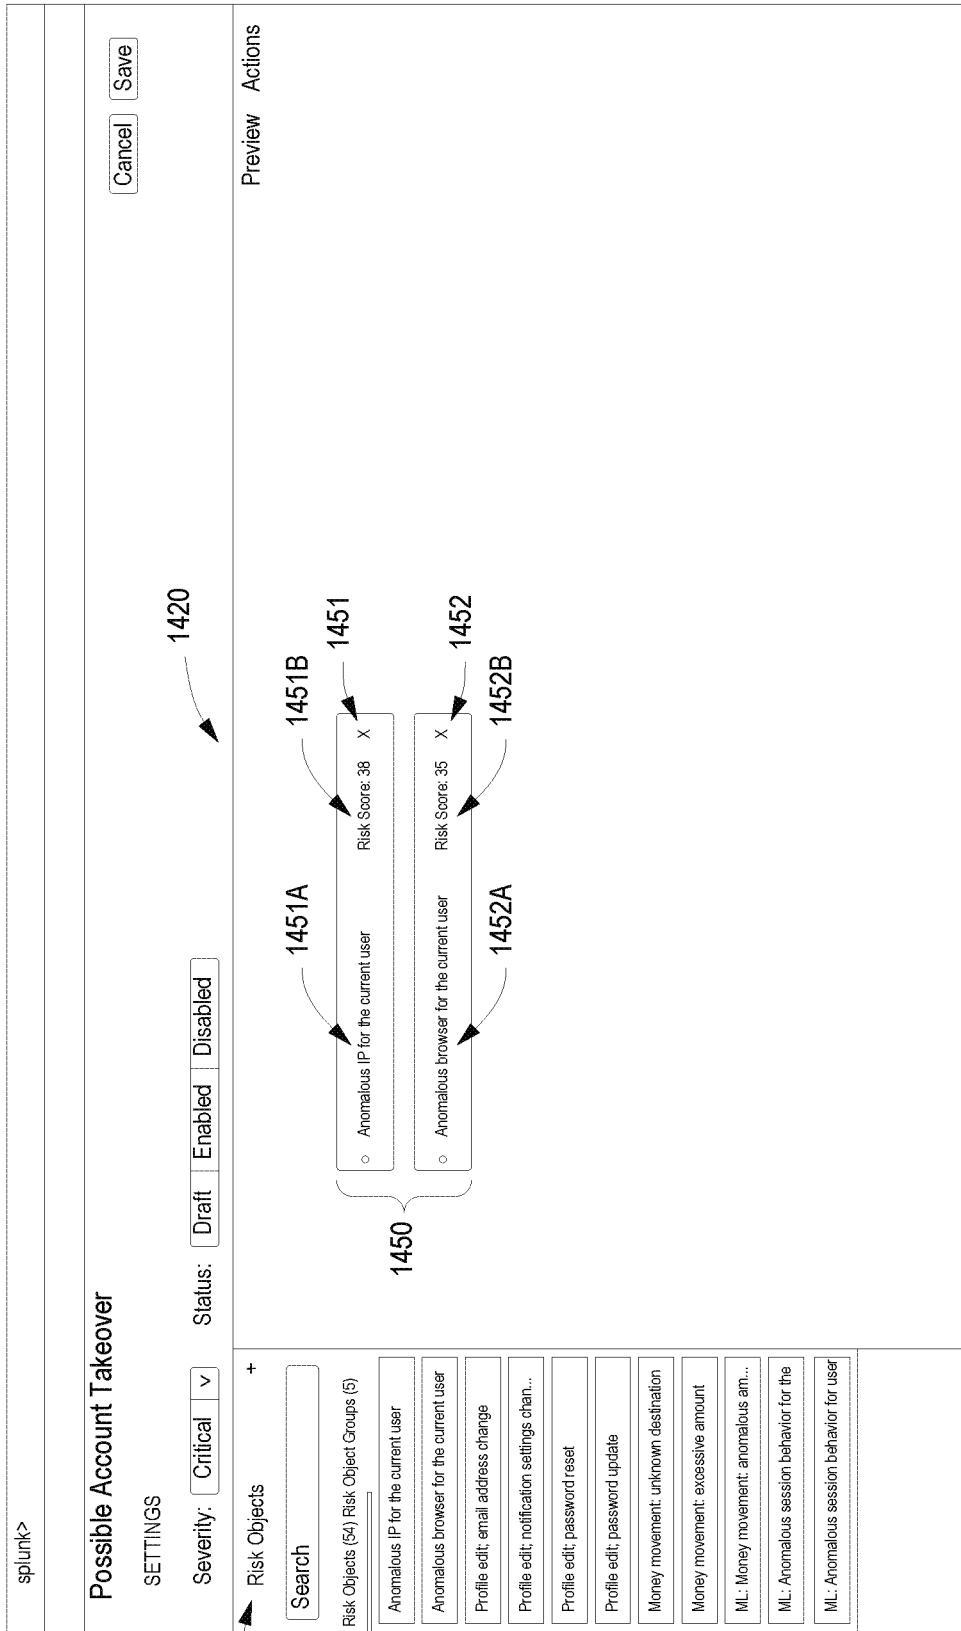 splunk>
Possible Account Takeover
Cancel
Save
SETTINGS
Severity: Critical v Status: Draft Enabled Disabled
1420
Risk Objects +
Preview Actions
Search
Risk Objects (54) Risk Object Groups (5)
Anomalous IP for the current user
Anomalous browser for the current user
Profile edit; email address change
Profile edit; notification settings chan...
Profile edit; password reset
Profile edit; password update
Money movement: unknown destination
Money movement: excessive amount
ML: Money movement: anomalous am...
ML: Anomalous session behavior for the
ML: Anomalous session behavior for user
1451A
1451B
1451
Anomalous IP for the current user Risk Score: 38 X
1450
Anomalous browser for the current user Risk Score: 35 X
1452
1452A
1452B